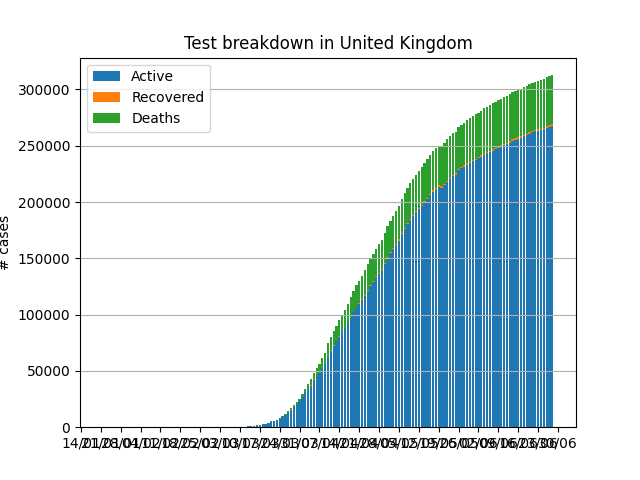 Test breakdown in United Kingdom
Active
Recovered
Deaths
300000
250000
200000
150000
100000
50000
0
# cases